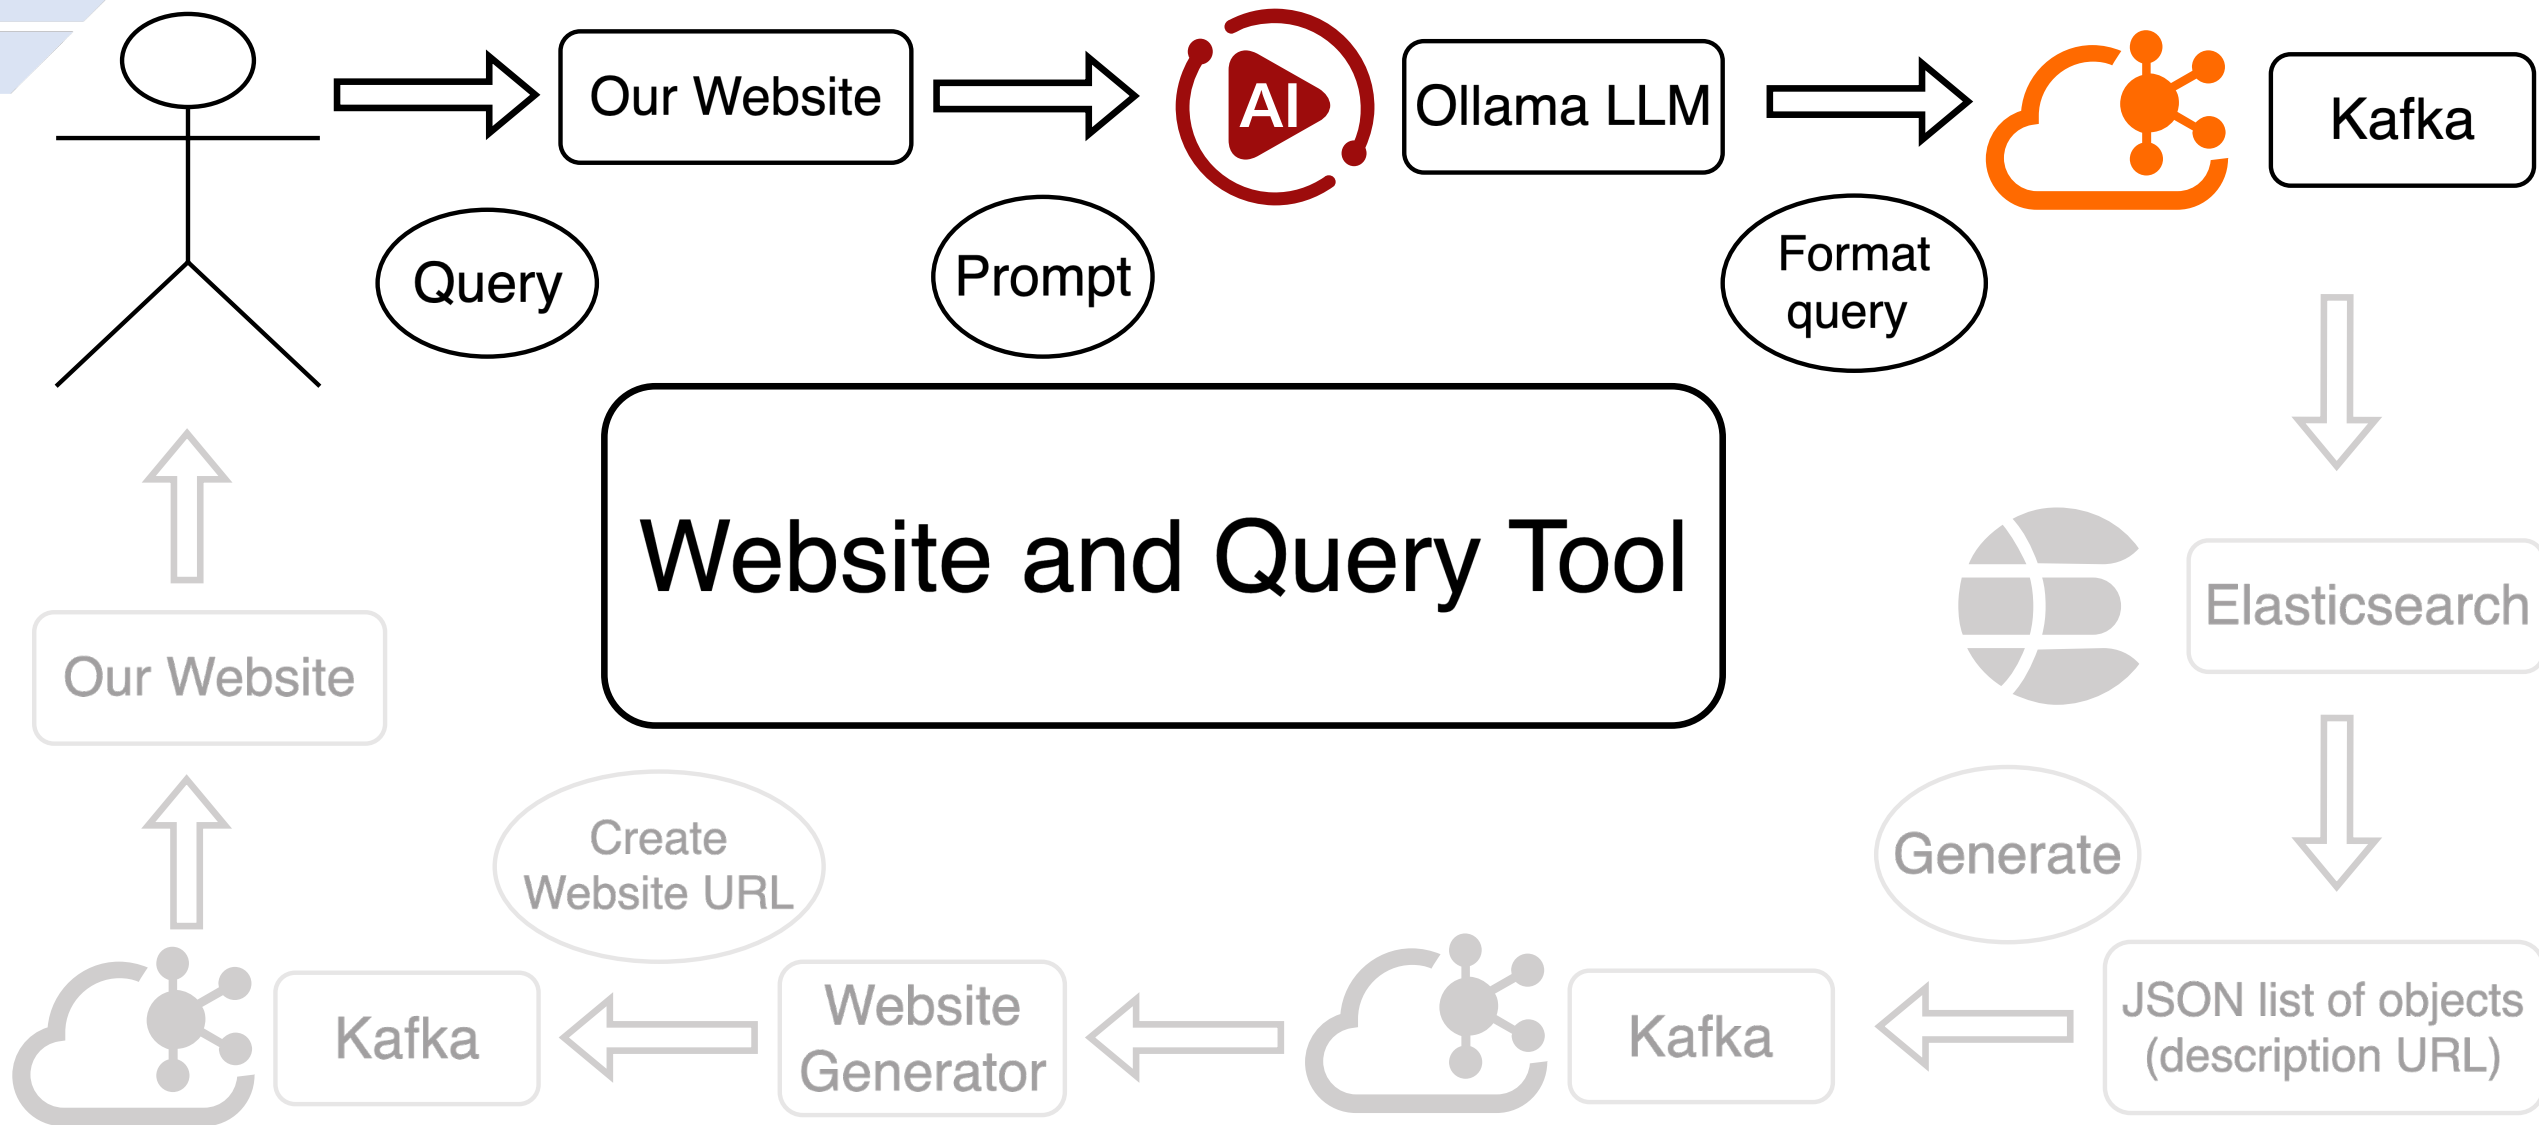 Our Website
AI
Ollama LLM
Kafka
Query
Prompt
Format
query
Website and Query Tool
Elasticsearch
Our Website
Generate
Create
Website URL
JSON list of objects
(description URL)
Kafka
Website
Generator
Kafka